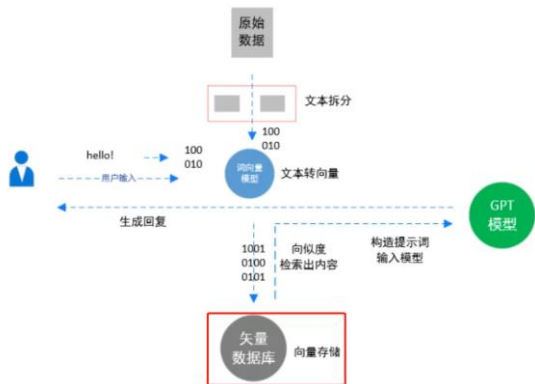 原始
数据
文本拆分
100
010
hello!
100
010
用户输入
词向量
模型
文本转向量
GPT
模型
生成回复
1001
0100
0101
向似度
检索出内容
构造提示词
输入模型
矢量
数据库
向量存储